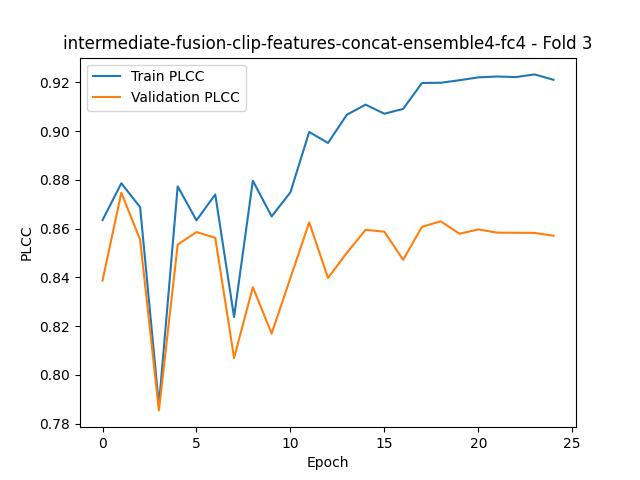 intermediate-fusion-clip-features-concat-ensemble4-fc4 - Fold 3
Train PLCC
Validation PLCC
PLCC
0.92
0.90
0.88
0.86
0.84
0.82
0.80
0.78
0 5 10 15 20 25
Epoch